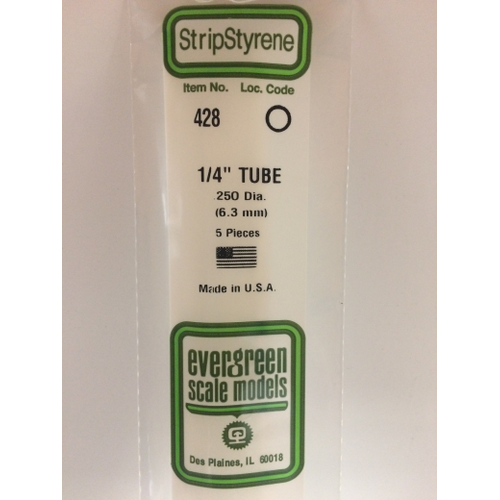 StripStyrene
Item No. Loc. Code
428
1/4" TUBE
.250 Dia.
(6.3 mm)
5 Pieces
Made in U.S.A.
evergreen
scale models
Des Plaines, IL 60018